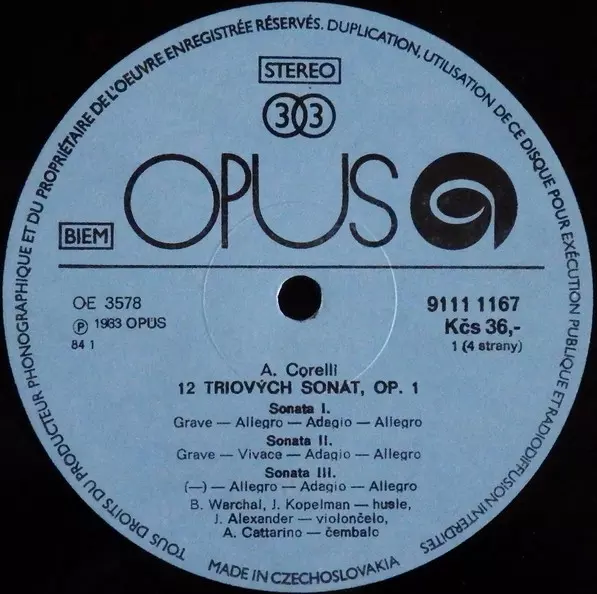 TOUS DROITS DU PRODUCTEUR PHONOGRAPHIQUE ET DU PROPRIÉTAIRE DE L'OEUVRE ENREGISTRÉE RÉSERVÉS. DUPLICATION, UTILISATION DE CE DISQUE POUR EXÉCUTION PUBLIQUE ET RADIODIFFUSION INTERDITES
STEREO
33
OPUS
BIEM
OE 3578
9111 1167
Ⓟ 1983 OPUS
Kčs 36,-
84 1
1 (4 strany)
A. Corelli
12 TRIOVÝCH SONÁT, OP. 1
Sonata I.
Grave — Allegro — Adagio — Allegro
Sonata II.
Grave — Vivace — Adagio — Allegro
Sonata III.
(—) — Allegro — Adagio — Allegro
B. Warchal, J. Kopelman — husle,
J. Alexander — violončelo,
A. Cattarino — čembalo
MADE IN CZECHOSLOVAKIA